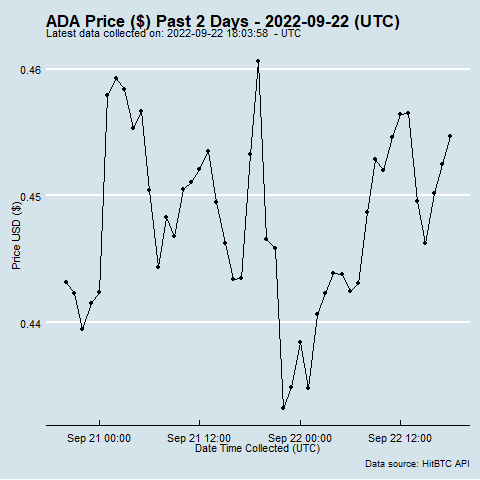 ADA Price ($) Past 2 Days - 2022-09-22 (UTC)
Latest data collected on: 2022-09-22 18:03:58  - UTC
0.46
0.45
0.44
Price USD ($)
Sep 21 00:00 Sep 21 12:00 Sep 22 00:00 Sep 22 12:00
Date Time Collected (UTC)
Data source: HitBTC API